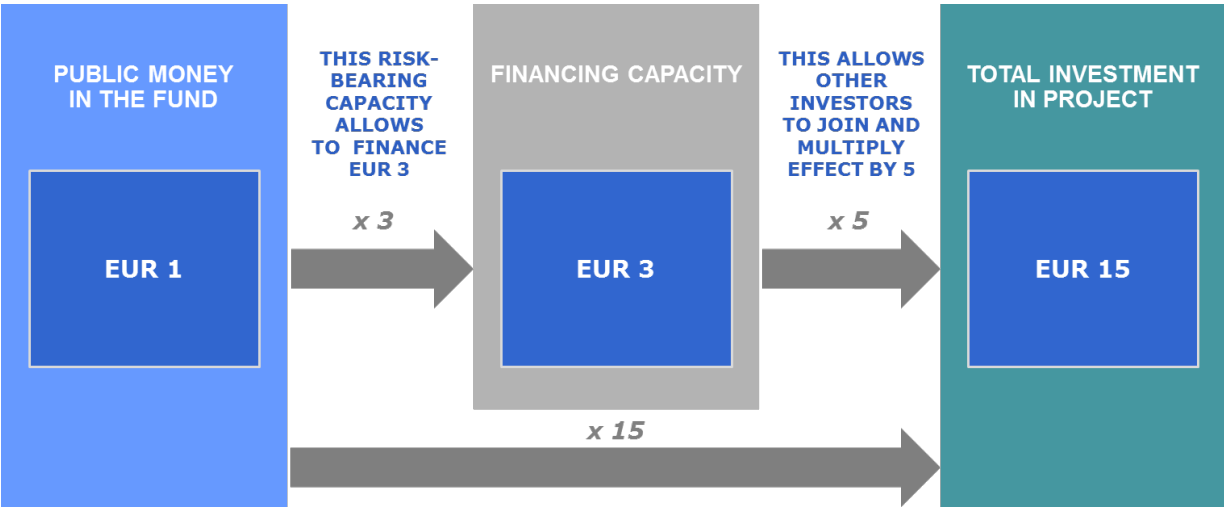 PUBLIC MONEY
IN THE FUND
EUR 1
THIS RISK-
BEARING
CAPACITY
ALLOWS
TO FINANCE
EUR 3
x 3
FINANCING CAPACITY
EUR 3
THIS ALLOWS
OTHER
INVESTORS
TO JOIN AND
MULTIPLY
EFFECT BY 5
x 5
TOTAL INVESTMENT
IN PROJECT
EUR 15
x 15